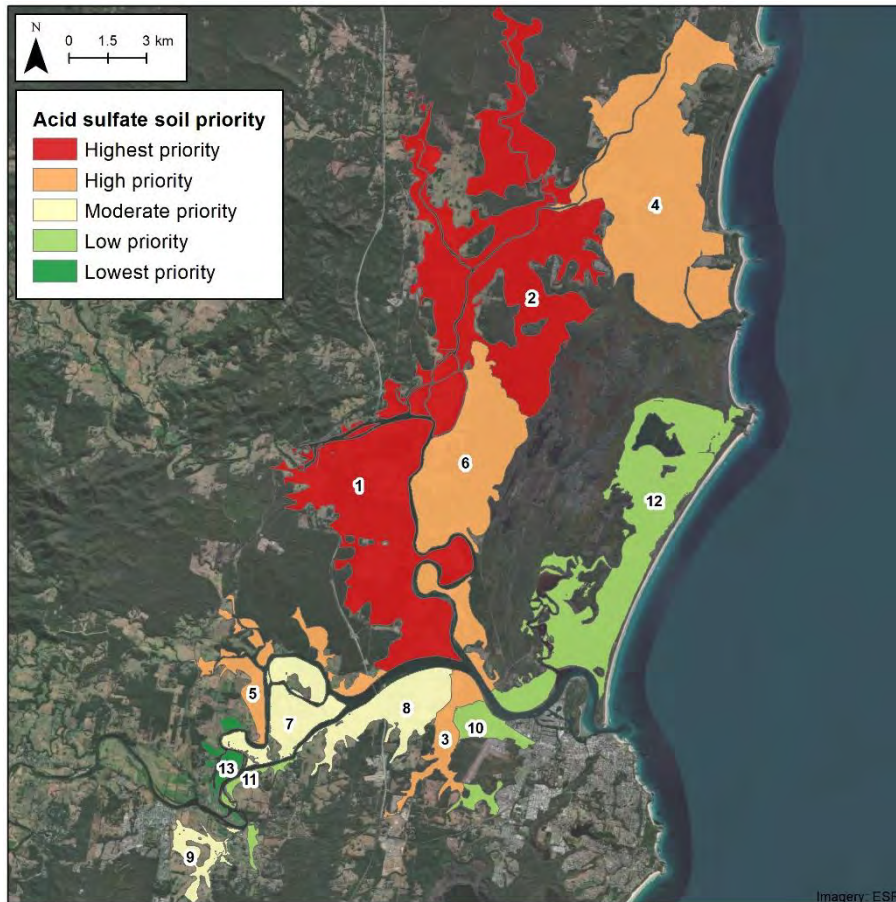 N
0 1.5 3 km
Acid sulfate soil priority
Highest priority
High priority
Moderate priority
Low priority
Lowest priority
4
2
6
1
12
5
7
8
3
10
13
11
9
Imagery: ESR